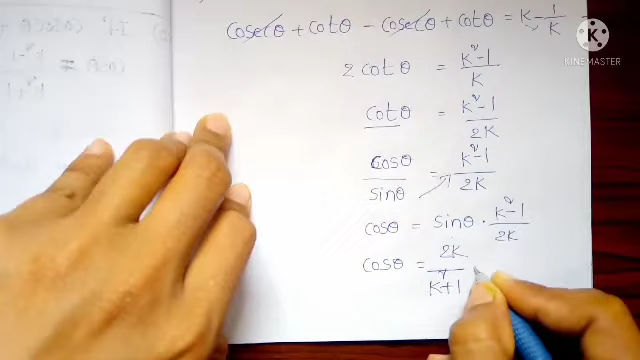 cosecθ + cotθ - cosecθ + cotθ = K - 1/K
2 cotθ = K²-1/K
cotθ = K²-1/2K
cosθ/sinθ = K²-1/2K
cosθ = sinθ · K²-1/2K
cosθ = 2K/K²+1
KINEMASTER